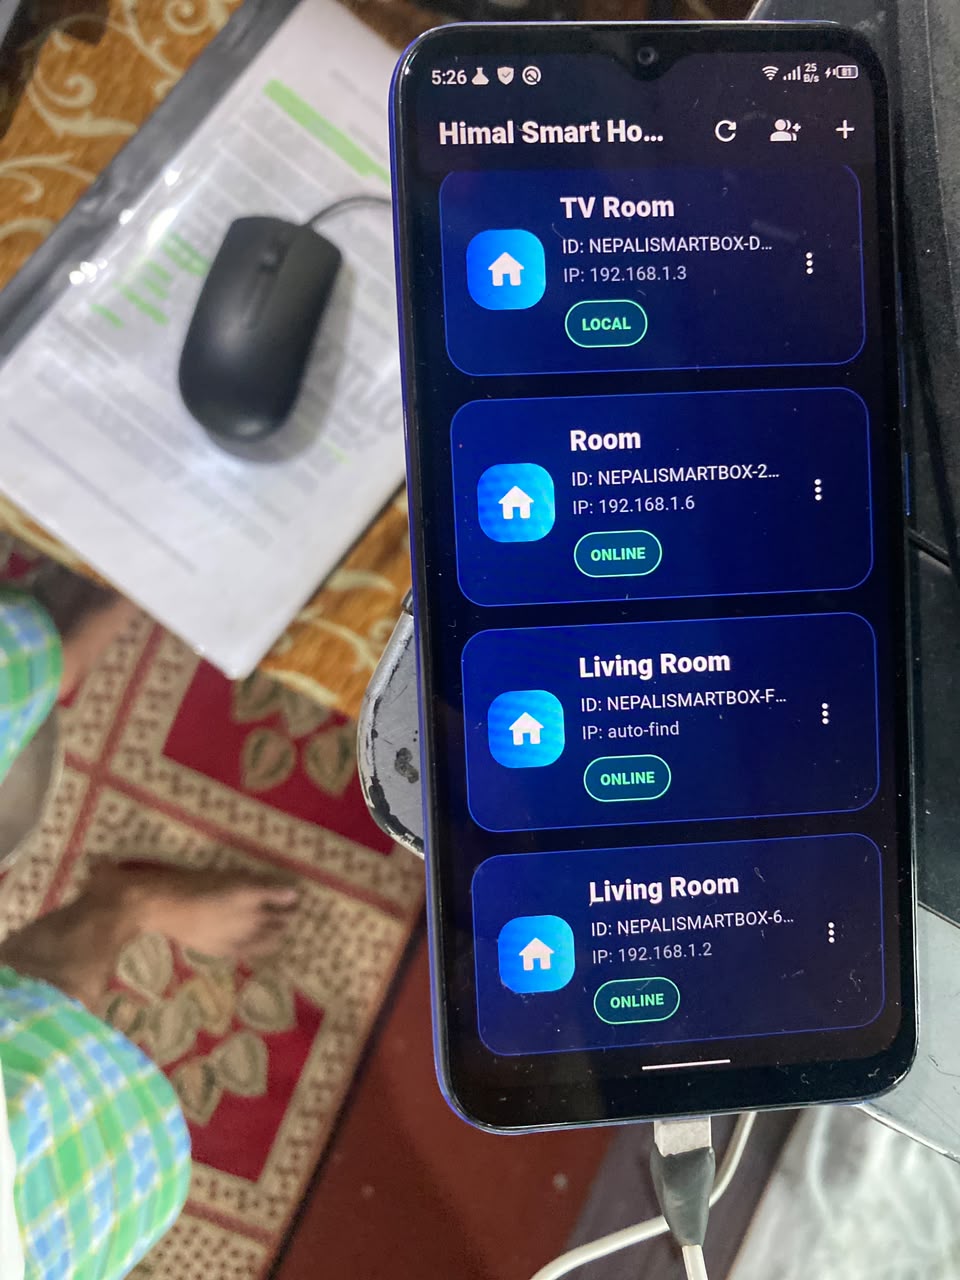 5:26
25
B/s
81
Himal Smart Ho...
TV Room
ID: NEPALISMARTBOX-D...
IP: 192.168.1.3
LOCAL
Room
ID: NEPALISMARTBOX-2...
IP: 192.168.1.6
ONLINE
Living Room
ID: NEPALISMARTBOX-F...
IP: auto-find
ONLINE
Living Room
ID: NEPALISMARTBOX-6...
IP: 192.168.1.2
ONLINE